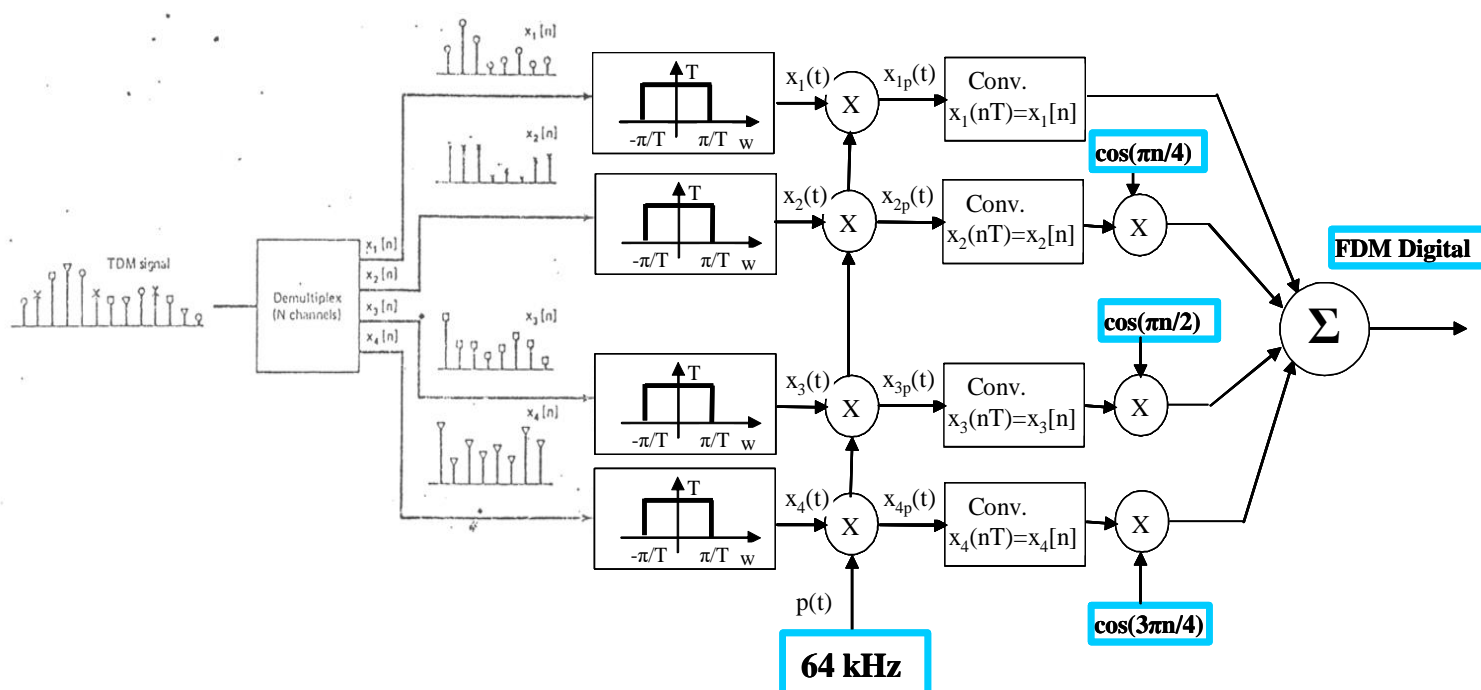 x₁[n]
x₂[n]
x₃[n]
x₄[n]
TDM signal
Demultiplex
(N channels)
x₁[n]
x₂[n]
x₃[n]
x₄[n]
T
-π/T π/T w
T
-π/T π/T w
T
-π/T π/T w
T
-π/T π/T w
x₁(t)
X
x₁ₚ(t)
Conv.
x₁(nT)=x₁[n]
x₂(t)
X
x₂ₚ(t)
Conv.
x₂(nT)=x₂[n]
cos(πn/4)
X
x₃(t)
X
x₃ₚ(t)
Conv.
x₃(nT)=x₃[n]
cos(πn/2)
X
x₄(t)
X
x₄ₚ(t)
Conv.
x₄(nT)=x₄[n]
X
cos(3πn/4)
p(t)
64 kHz
FDM Digital
Σ